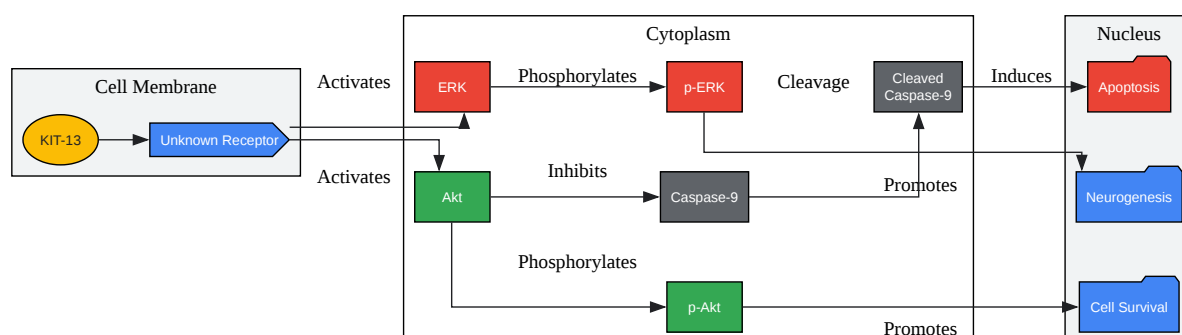 Cytoplasm
Nucleus
Cell Membrane
Activates
ERK
Phosphorylates
p-ERK
Cleavage
Cleaved
Caspase-9
Induces
Apoptosis
KIT-13
Unknown Receptor
Activates
Akt
Inhibits
Caspase-9
Promotes
Neurogenesis
Phosphorylates
p-Akt
Promotes
Cell Survival